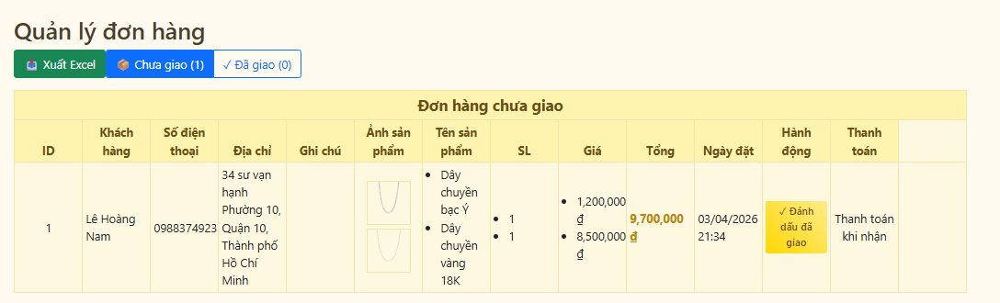 Quản lý đơn hàng
Xuất Excel
Chưa giao (1)
✓ Đã giao (0)
Đơn hàng chưa giao
ID
Khách
hàng
Số điện
thoại
Địa chỉ
Ghi chú
Ảnh sản
phẩm
Tên sản
phẩm
SL
Giá
Tổng
Ngày đặt
Hành
động
Thanh
toán
1
Lê Hoàng
Nam
0988374923
34 sư vạn
hạnh
Phường 10,
Quận 10,
Thành phố
Hồ Chí
Minh
• Dây
chuyền
bạc Ý
• Dây
chuyền
vàng
18K
• 1
• 1
• 1,200,000
₫
• 8,500,000
₫
9,700,000
₫
03/04/2026
21:34
✓ Đánh
dấu đã
giao
Thanh toán
khi nhận